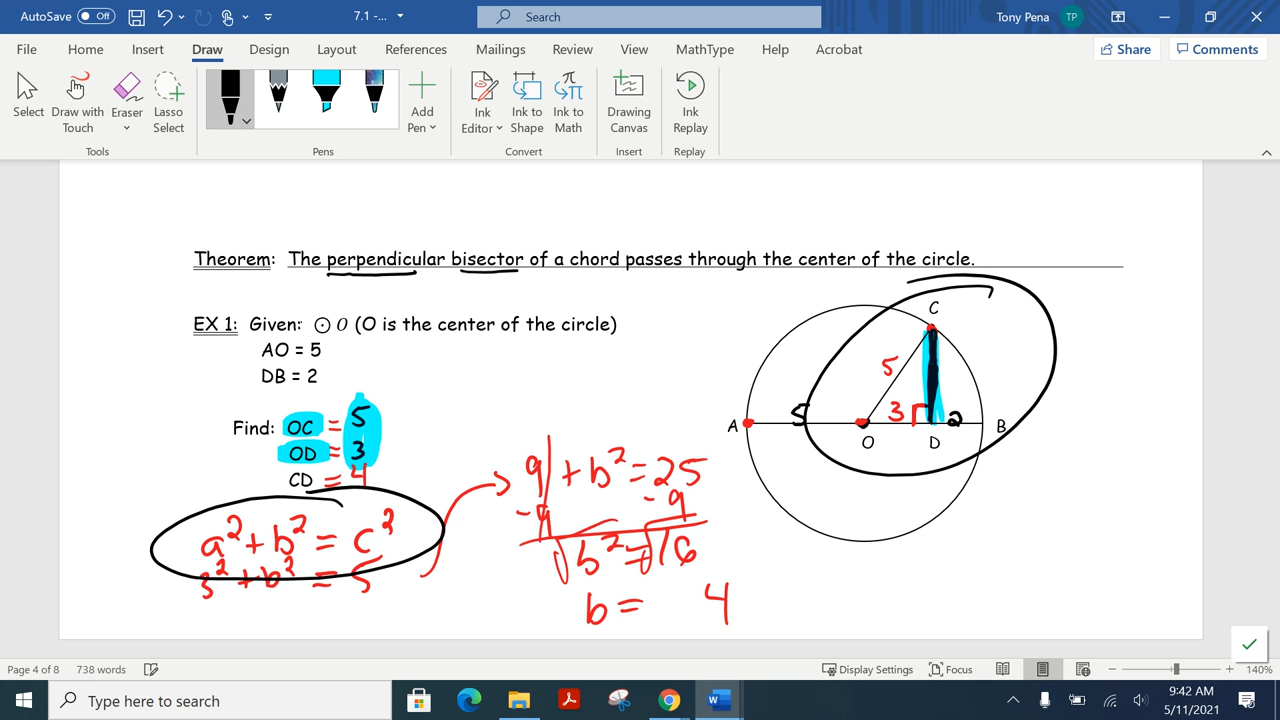 AutoSave Off 7.1 -... Search Tony Pena TP
File Home Insert Draw Design Layout References Mailings Review View MathType Help Acrobat Share Comments
Select Draw with Touch Eraser Lasso Select Add Pen Ink Editor Ink to Shape Ink to Math Drawing Canvas Ink Replay
Tools Pens Convert Insert Replay
Theorem: The perpendicular bisector of a chord passes through the center of the circle.
EX 1: Given: ⊙ O (O is the center of the circle)
AO = 5
DB = 2
Find: OC = 5
OD = 3
CD = 4
a² + b² = c²
3² + b² = 5
9 + b² = 25
- 9 - 9
√b² = √16
b = 4
C
5
A 5 3 2 B
O D
Page 4 of 8 738 words Display Settings Focus 140%
Type here to search 9:42 AM
5/11/2021